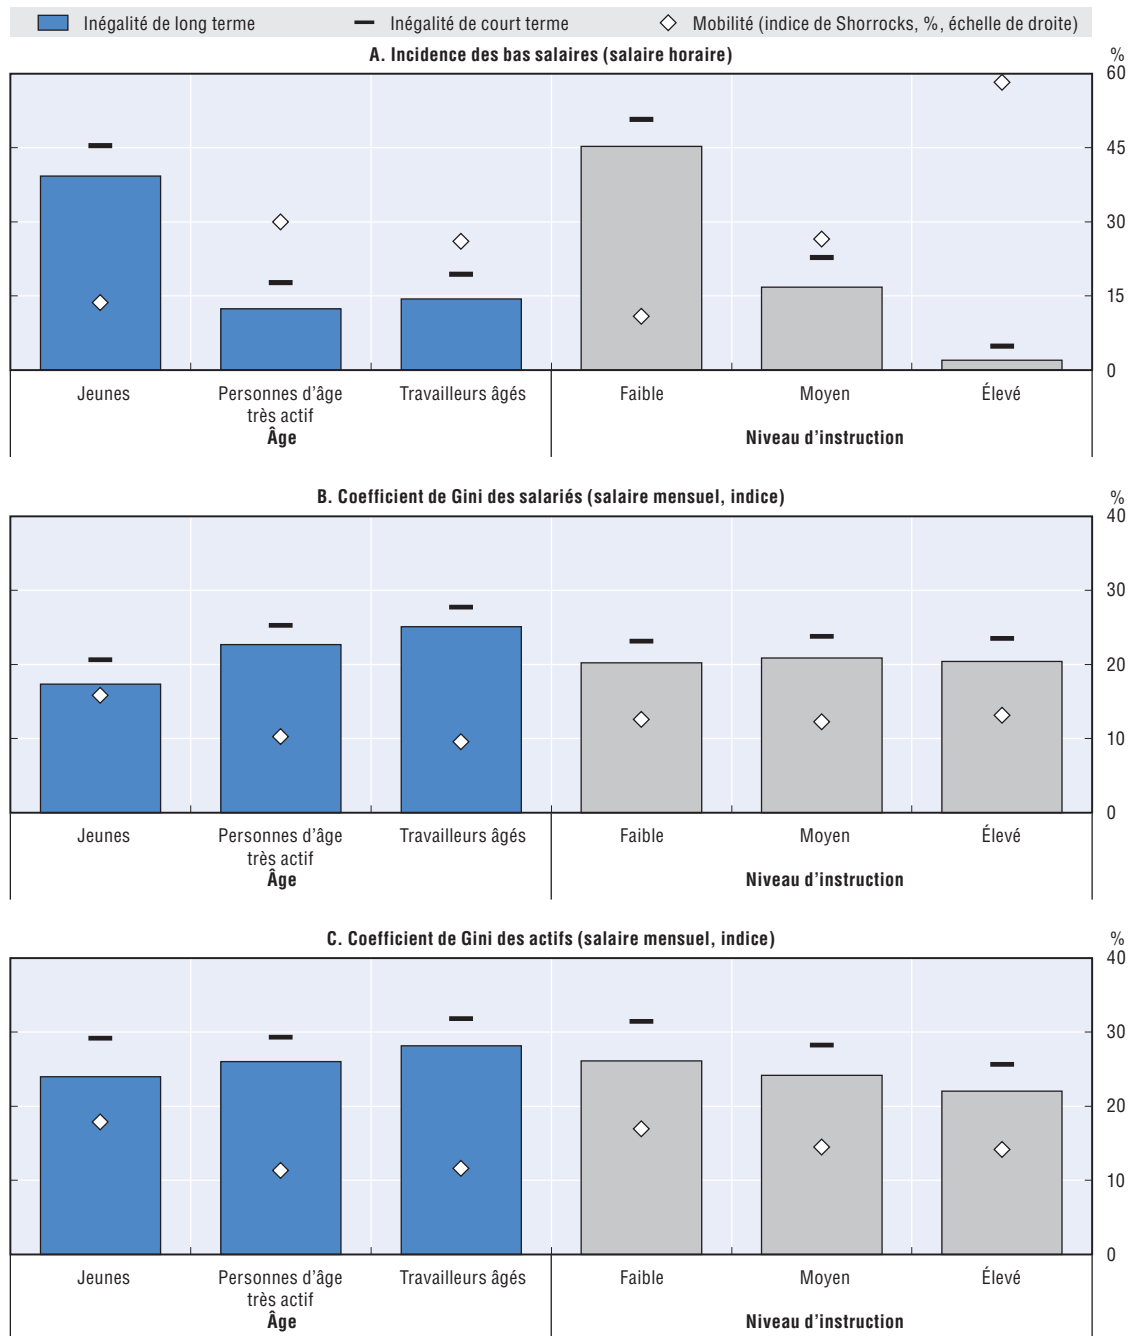 Inégalité de long terme
Inégalité de court terme
Mobilité (indice de Shorrocks, %, échelle de droite)
A. Incidence des bas salaires (salaire horaire)
%
60
45
30
15
0
Jeunes
Personnes d'âge
très actif
Travailleurs âgés
Faible
Moyen
Élevé
Âge
Niveau d'instruction
B. Coefficient de Gini des salariés (salaire mensuel, indice)
%
40
30
20
10
0
Jeunes
Personnes d'âge
très actif
Travailleurs âgés
Faible
Moyen
Élevé
Âge
Niveau d'instruction
C. Coefficient de Gini des actifs (salaire mensuel, indice)
%
40
30
20
10
0
Jeunes
Personnes d'âge
très actif
Travailleurs âgés
Faible
Moyen
Élevé
Âge
Niveau d'instruction